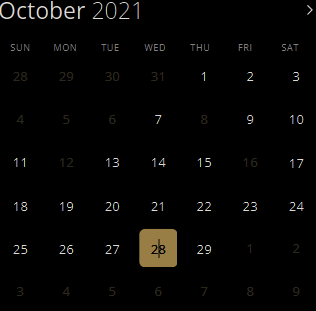 October 2021
SUN MON TUE WED THU FRI SAT
28 29 30 31 1 2 3
4 5 6 7 8 9 10
11 12 13 14 15 16 17
18 19 20 21 22 23 24
25 26 27 28 29 1 2
3 4 5 6 7 8 9